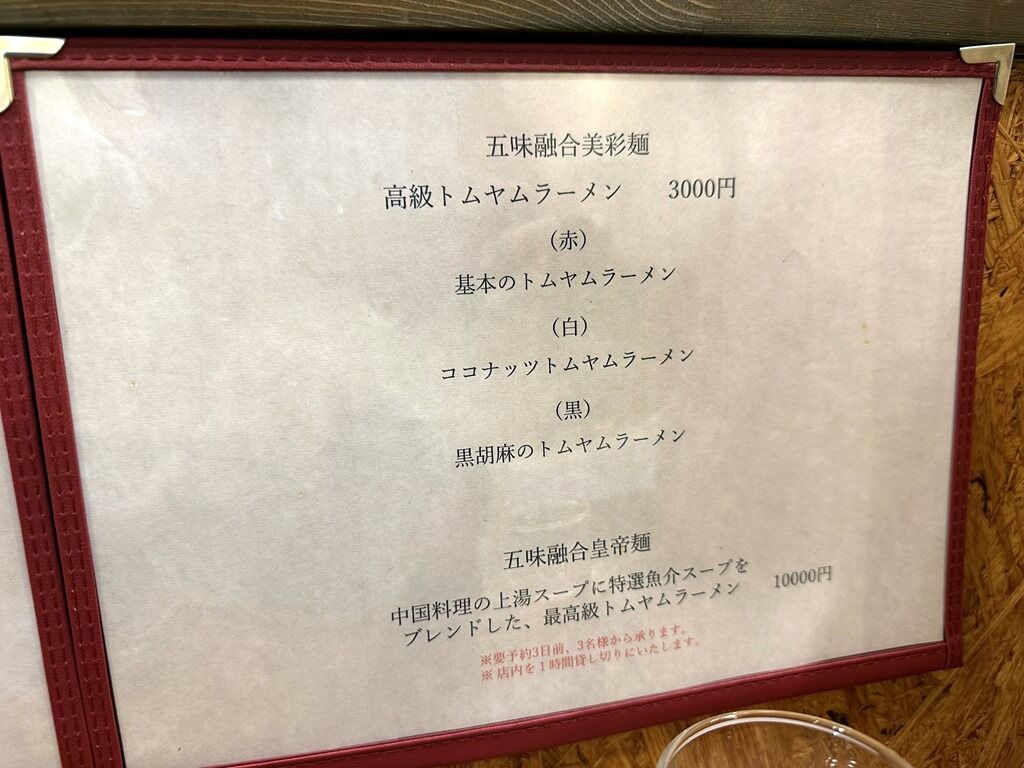 五味融合美彩麺
高級トムヤムラーメン 3000円
（赤）
基本のトムヤムラーメン
（白）
ココナッツトムヤムラーメン
（黒）
黒胡麻のトムヤムラーメン
五味融合皇帝麺
中国料理の上湯スープに特選魚介スープを 10000円
ブレンドした、最高級トムヤムラーメン
※要予約3日前、3名様から承ります。
※店内を１時間貸し切りにいたします。